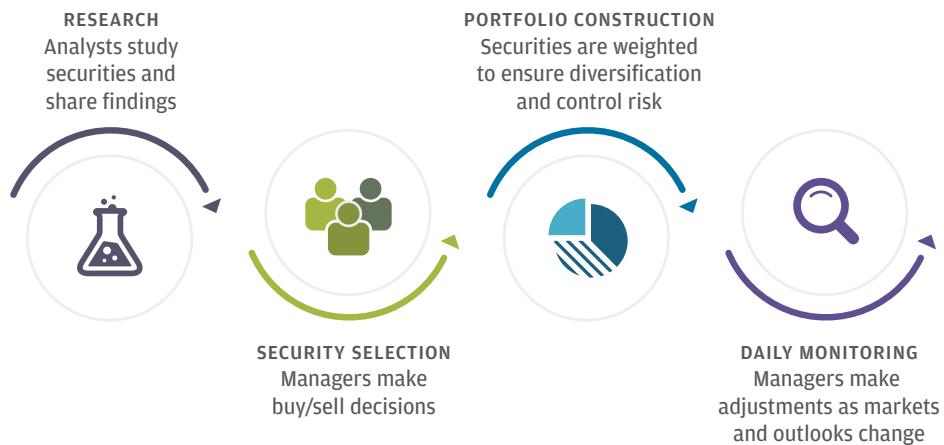 RESEARCH
Analysts study
securities and
share findings
SECURITY SELECTION
Managers make
buy/sell decisions
PORTFOLIO CONSTRUCTION
Securities are weighted
to ensure diversification
and control risk
DAILY MONITORING
Managers make
adjustments as markets
and outlooks change